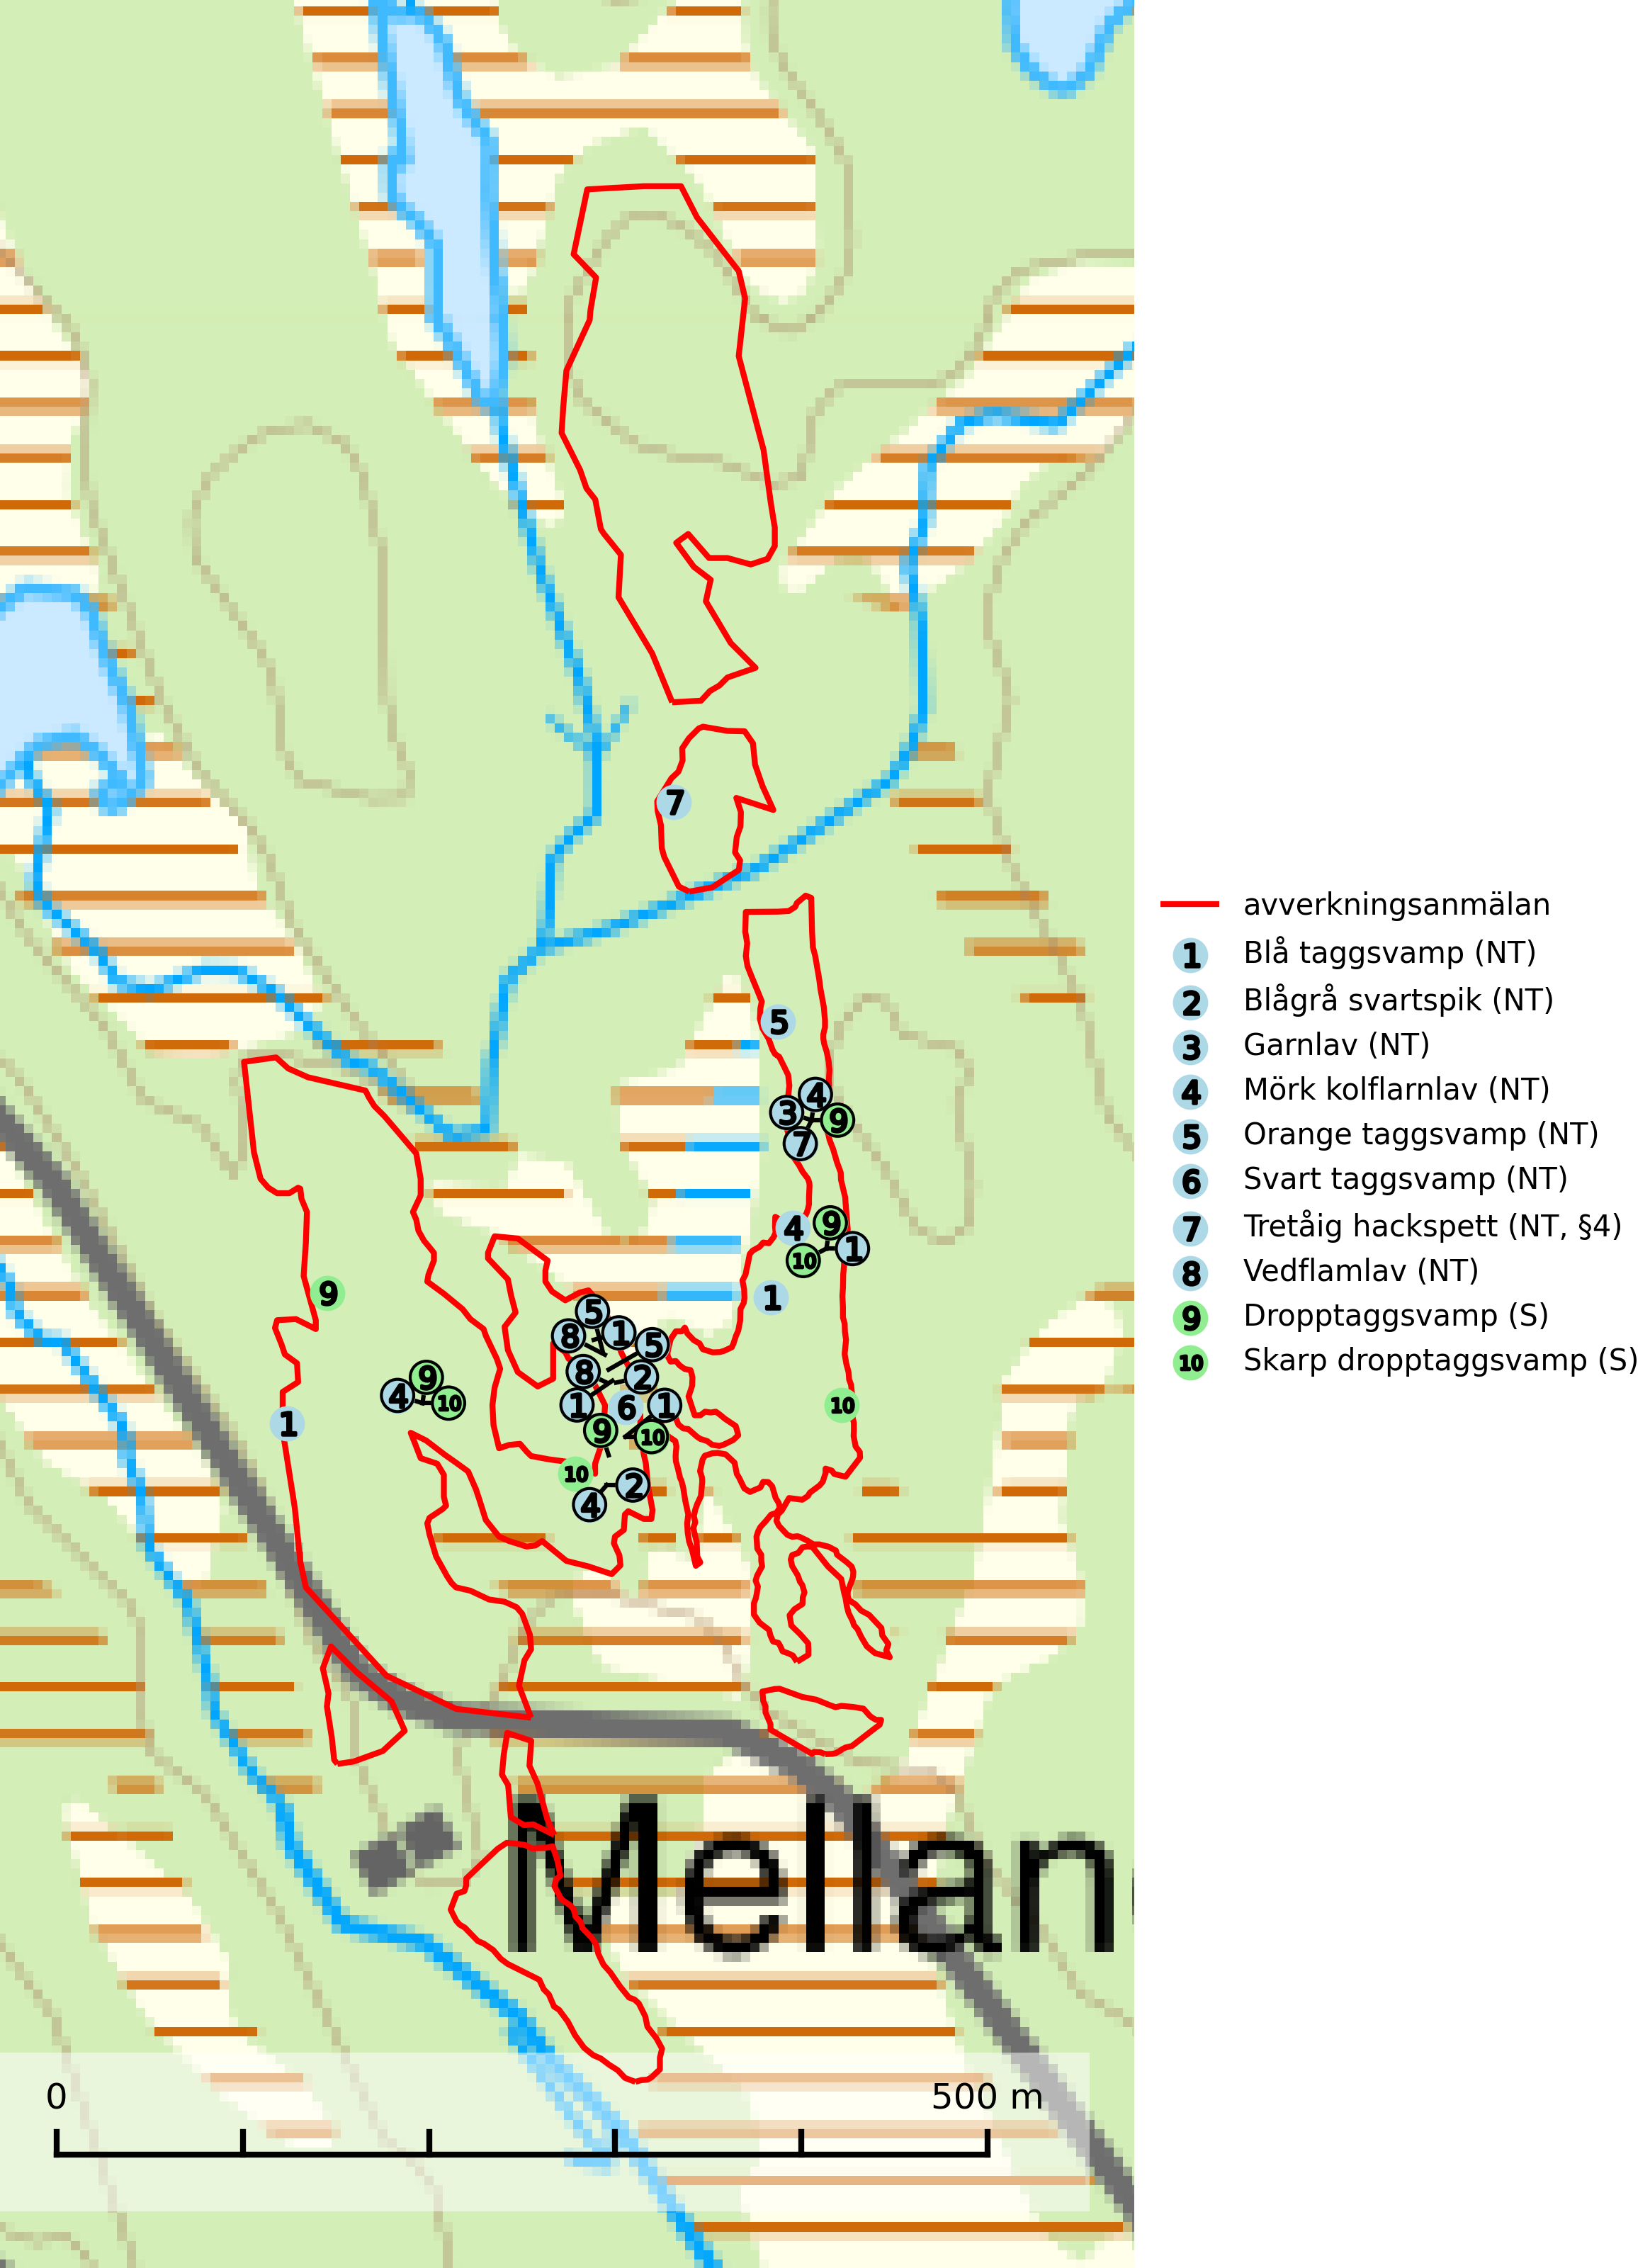 7
5
4
3
9
7
4
9
10
1
1
9
5
8
1
5
8
2
9
4
10
1
6
1
10
1
9
10
10
2
4
Mellan
0
500 m
avverkningsanmälan
1 Blå taggsvamp (NT)
2 Blågrå svartspik (NT)
3 Garnlav (NT)
4 Mörk kolflarnlav (NT)
5 Orange taggsvamp (NT)
6 Svart taggsvamp (NT)
7 Tretåig hackspett (NT, §4)
8 Vedflamlav (NT)
9 Dropptaggsvamp (S)
10 Skarp dropptaggsvamp (S)